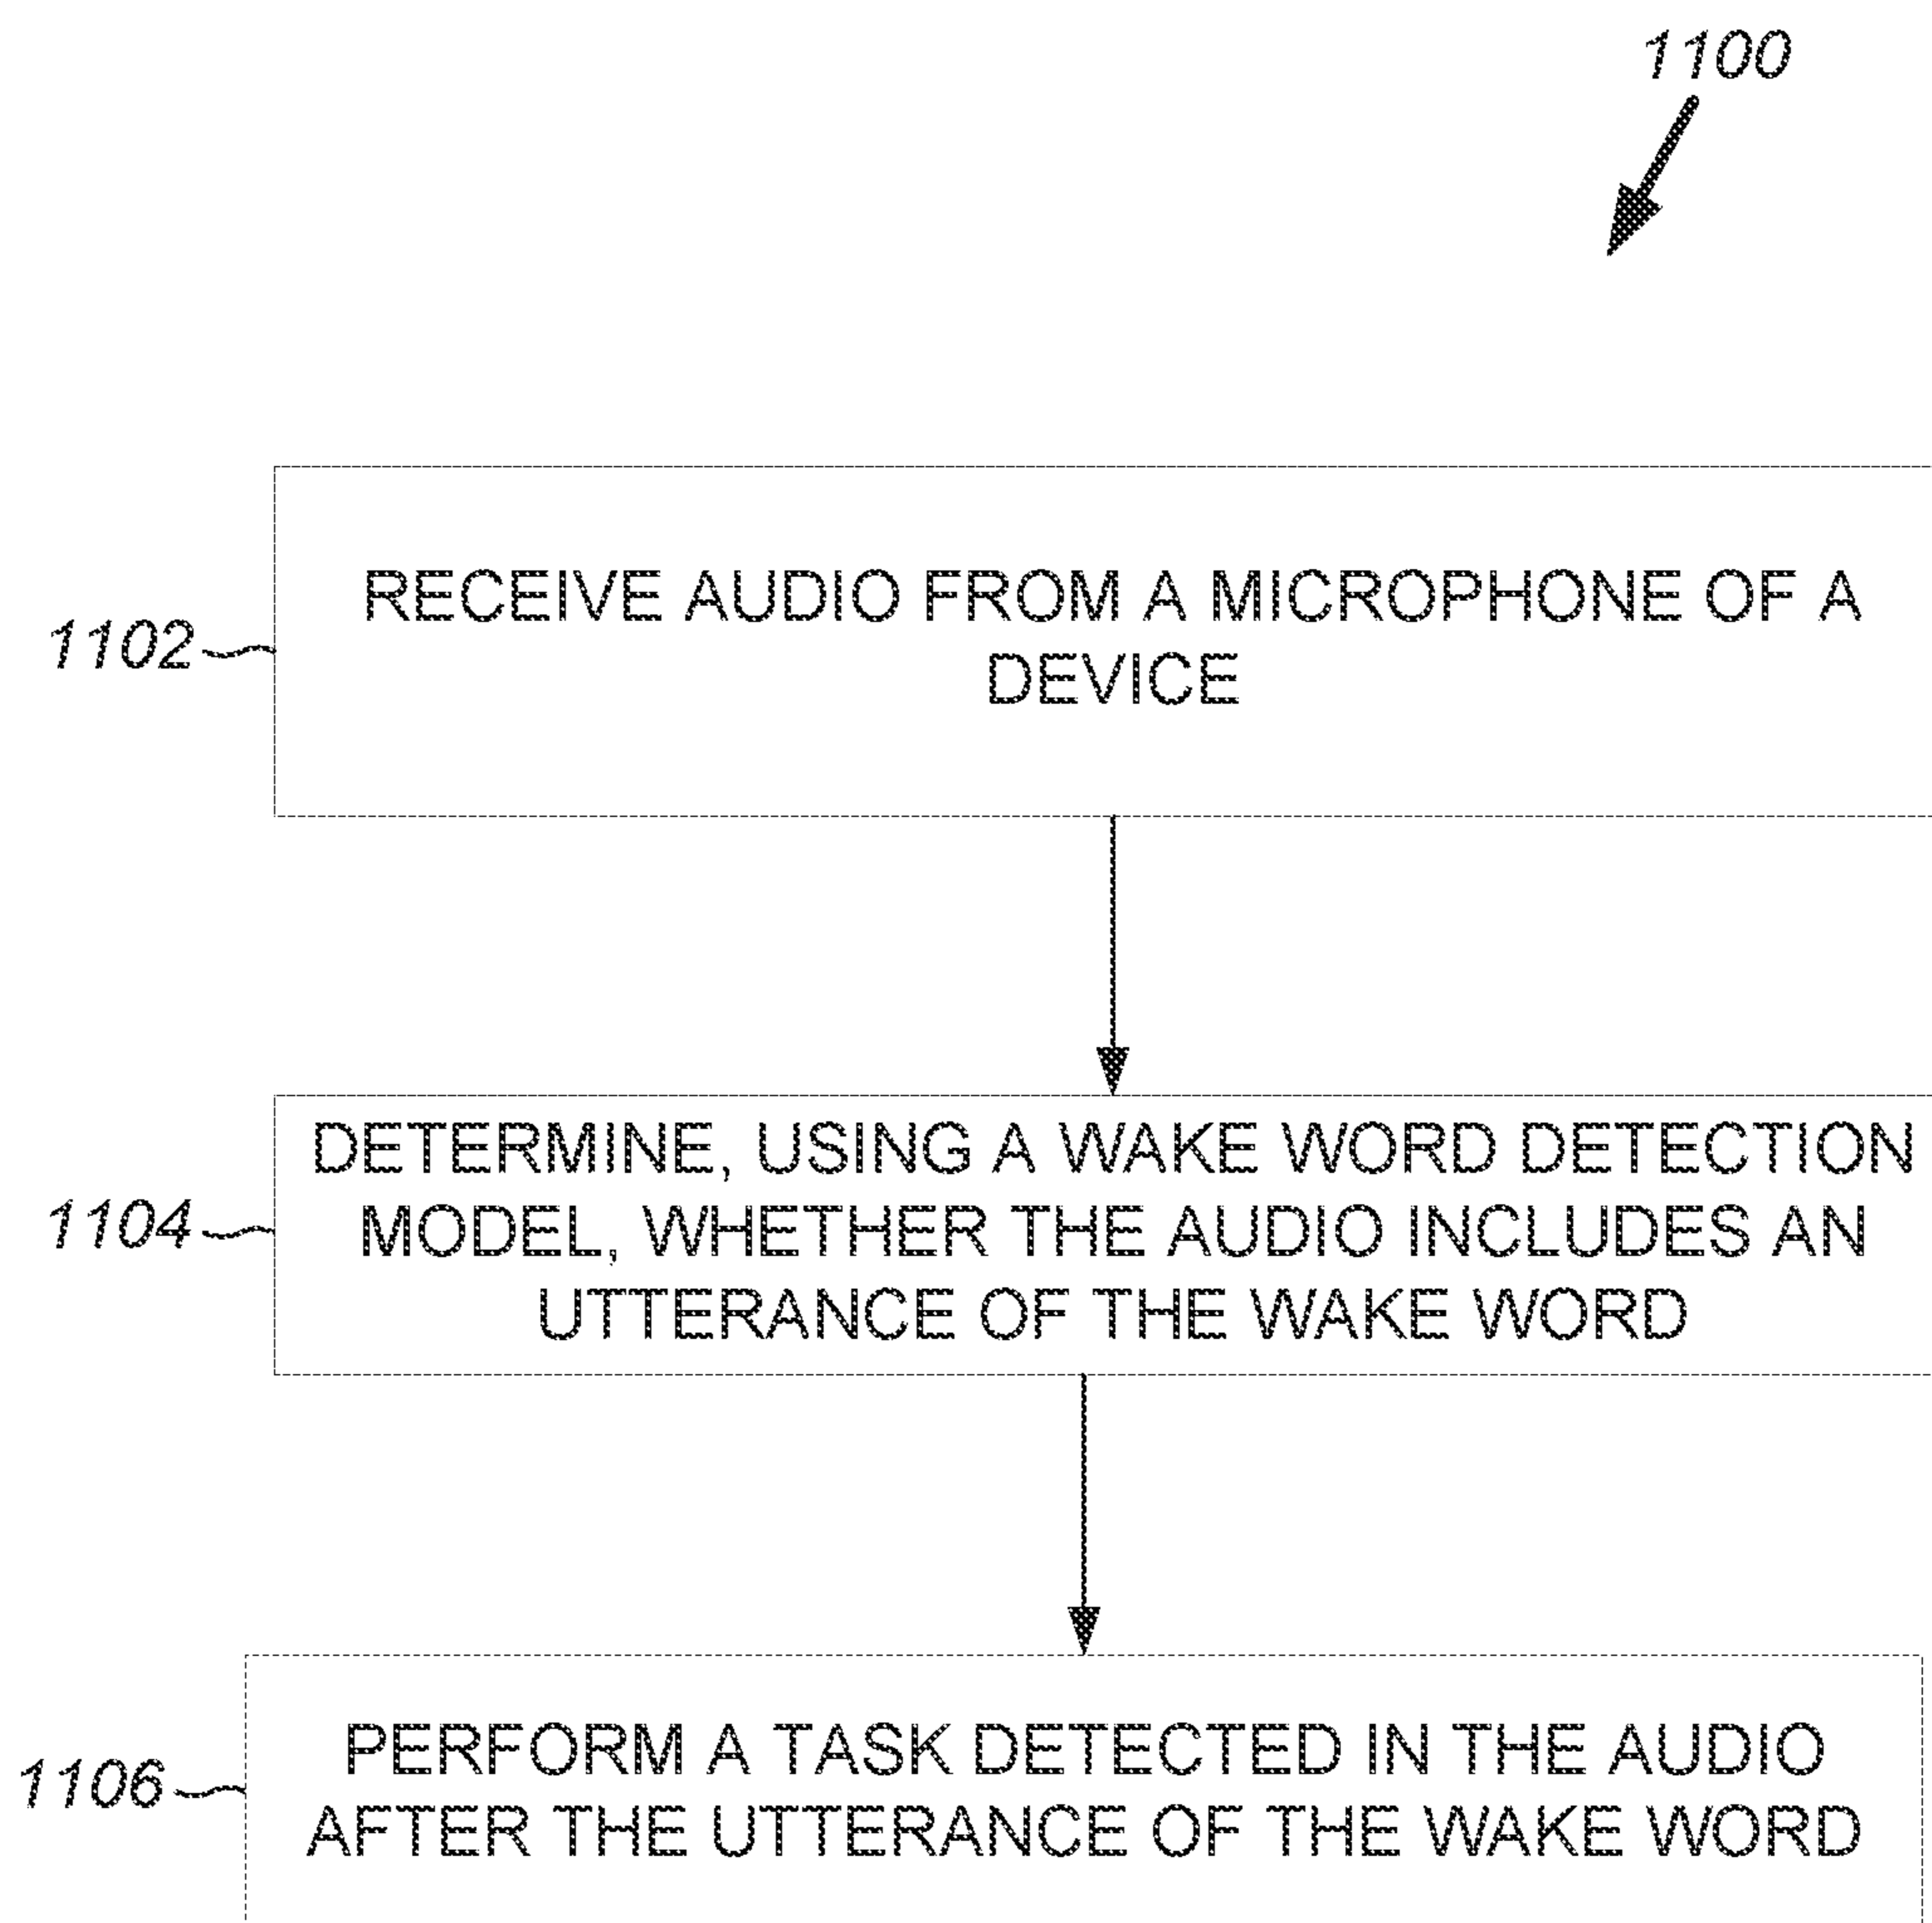 1100
1102
RECEIVE AUDIO FROM A MICROPHONE OF A
DEVICE
1104
DETERMINE, USING A WAKE WORD DETECTION
MODEL, WHETHER THE AUDIO INCLUDES AN
UTTERANCE OF THE WAKE WORD
1106
PERFORM A TASK DETECTED IN THE AUDIO
AFTER THE UTTERANCE OF THE WAKE WORD